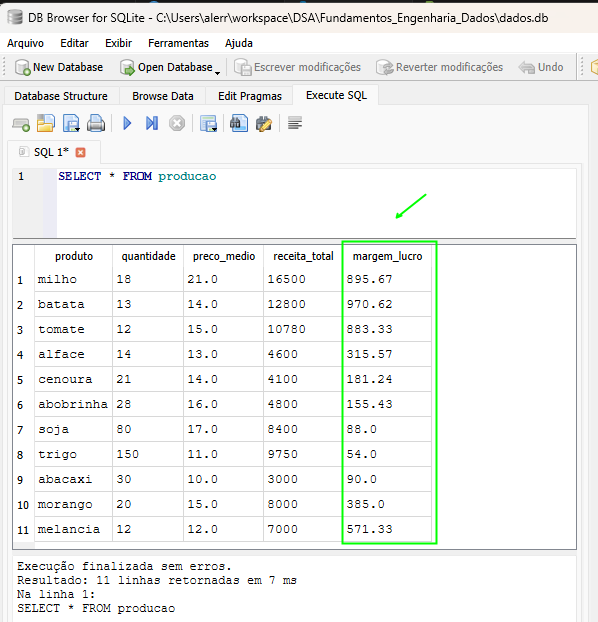 DB Browser for SQLite - C:\Users\alerr\workspace\DSA\Fundamentos_Engenharia_Dados\dados.db
Arquivo Editar Exibir Ferramentas Ajuda
New Database Open Database Escrever modificações Reverter modificações Undo
Database Structure Browse Data Edit Pragmas Execute SQL
SQL 1*
1 SELECT * FROM producao
produto quantidade preco_medio receita_total margem_lucro
1 milho 18 21.0 16500 895.67
2 batata 13 14.0 12800 970.62
3 tomate 12 15.0 10780 883.33
4 alface 14 13.0 4600 315.57
5 cenoura 21 14.0 4100 181.24
6 abobrinha 28 16.0 4800 155.43
7 soja 80 17.0 8400 88.0
8 trigo 150 11.0 9750 54.0
9 abacaxi 30 10.0 3000 90.0
10 morango 20 15.0 8000 385.0
11 melancia 12 12.0 7000 571.33
Execução finalizada sem erros.
Resultado: 11 linhas retornadas em 7 ms
Na linha 1:
SELECT * FROM producao